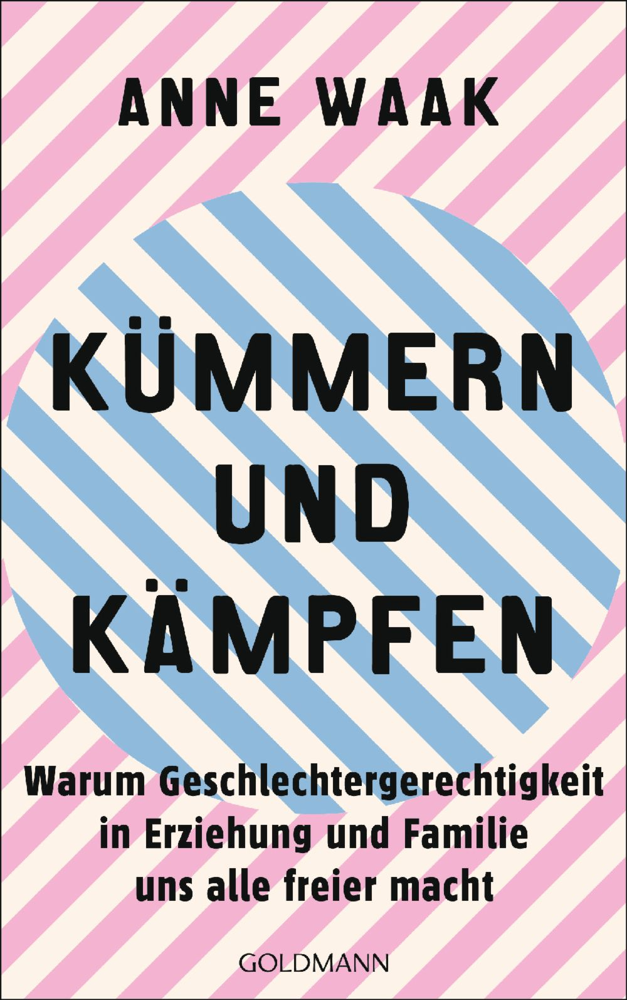 ANNE WAAK
KÜMMERN
UND
KÄMPFEN
Warum Geschlechtergerechtigkeit
in Erziehung und Familie
uns alle freier macht
GOLDMANN